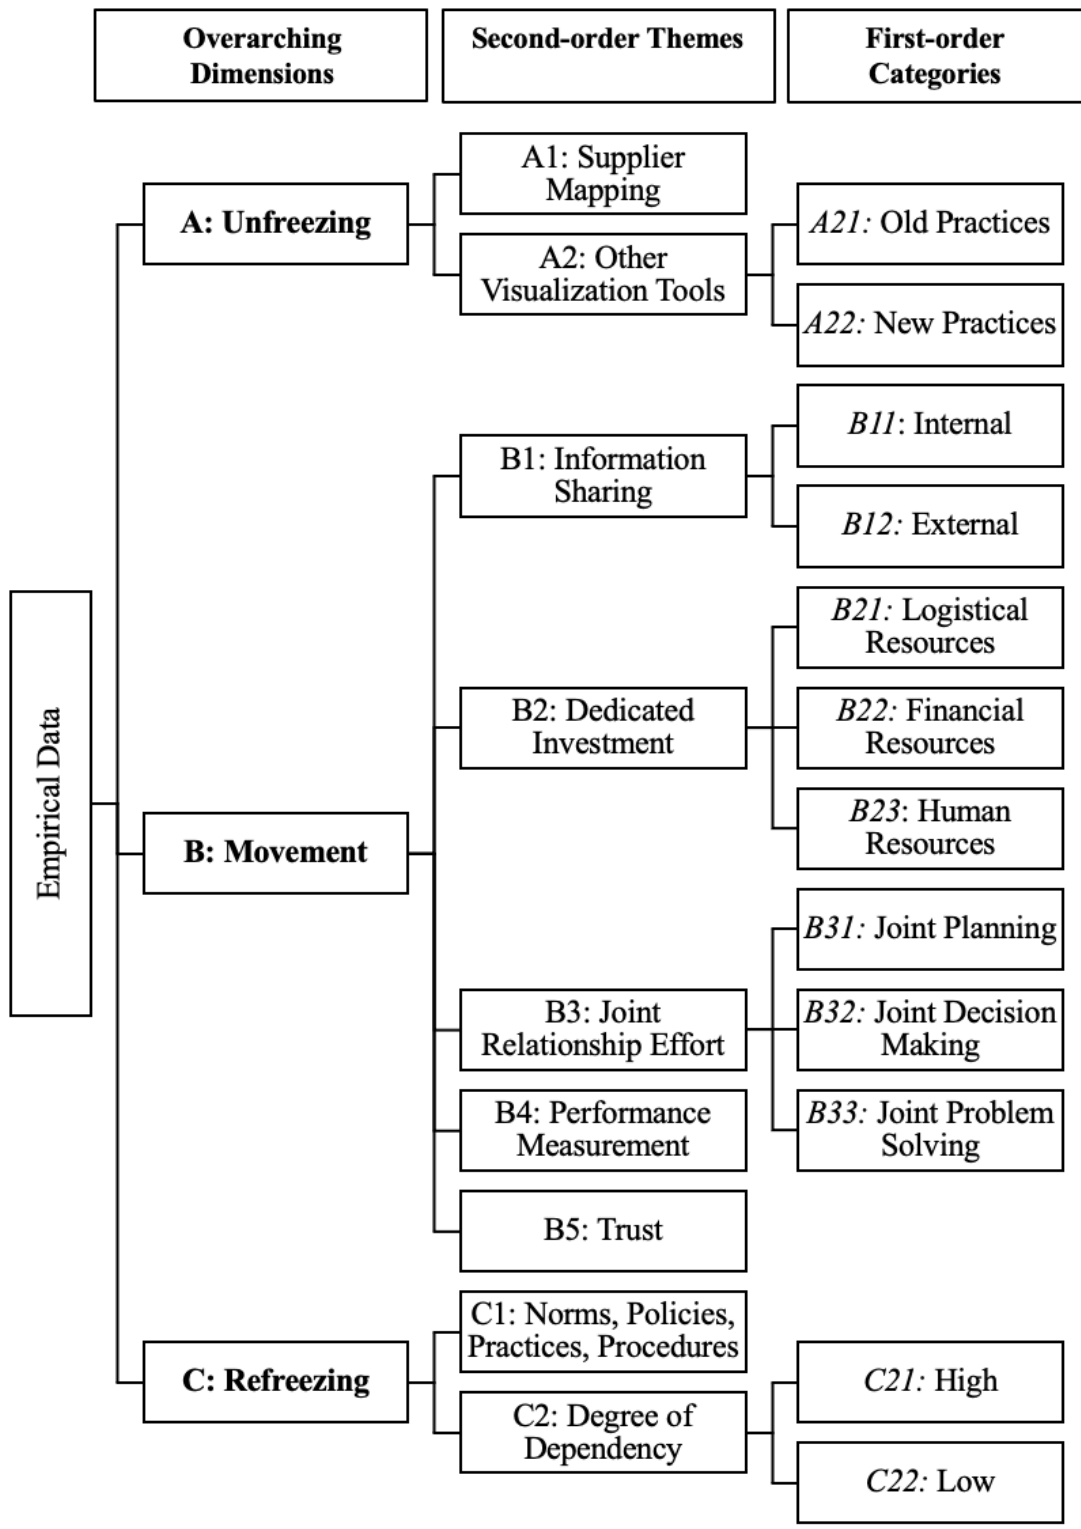 Overarching
Dimensions
Second-order Themes
First-order
Categories
Empirical Data
A: Unfreezing
A1: Supplier
Mapping
A2: Other
Visualization Tools
A21: Old Practices
A22: New Practices
B: Movement
B1: Information
Sharing
B11: Internal
B12: External
B2: Dedicated
Investment
B21: Logistical
Resources
B22: Financial
Resources
B23: Human
Resources
B3: Joint
Relationship Effort
B31: Joint Planning
B32: Joint Decision
Making
B33: Joint Problem
Solving
B4: Performance
Measurement
B5: Trust
C: Refreezing
C1: Norms, Policies,
Practices, Procedures
C2: Degree of
Dependency
C21: High
C22: Low